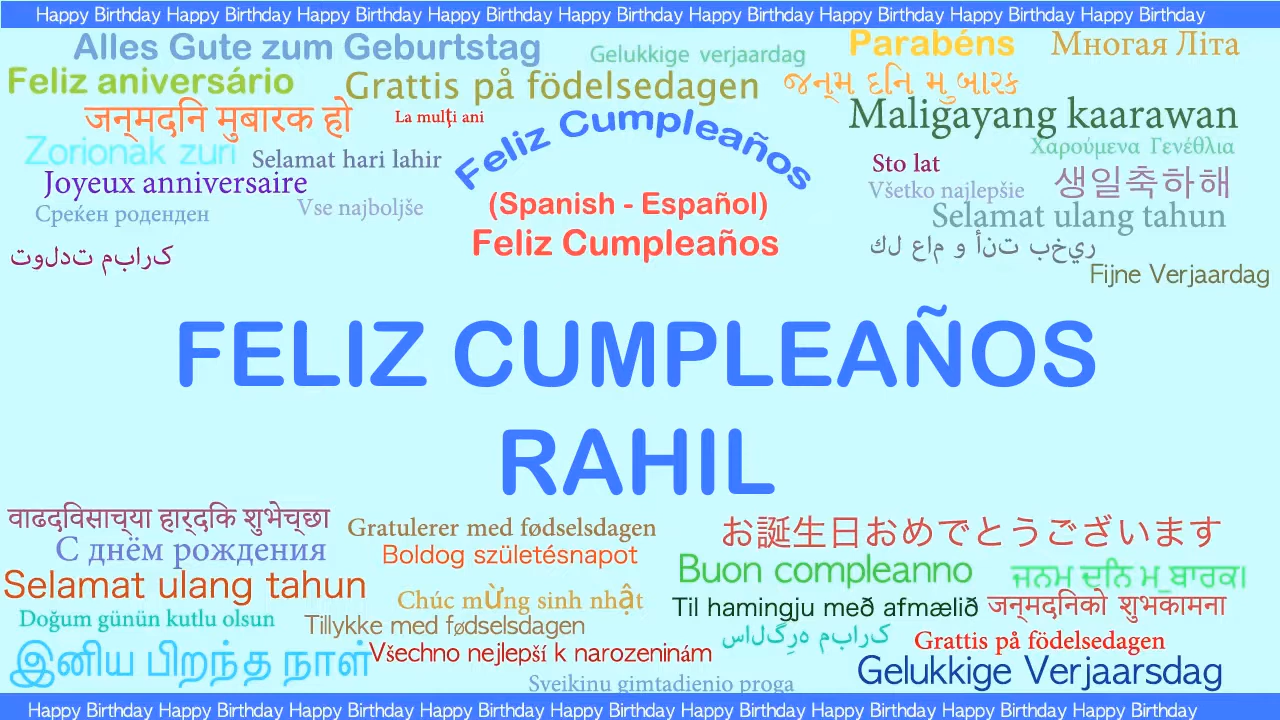 Happy Birthday Happy Birthday Happy Birthday Happy Birthday Happy Birthday Happy Birthday Happy Birthday Happy Birthday Happy Birthday
Alles Gute zum Geburtstag
Gelukkige verjaardag
Parabéns
Многая Літа
Feliz aniversário
Grattis på födelsedagen
જન્મ દનિ મુબારક
जन्मदनि मुबारक हो
La mulţi ani
Feliz Cumpleaños
Maligayang kaarawan
Zorionak zuri
Selamat hari lahir
Sto lat
Χαρούμενα Γενέθλια
Joyeux anniversaire
(Spanish - Español)
Všetko najlepšie
생일축하해
Срeќен роденден
Vse najboljše
Selamat ulang tahun
Feliz Cumpleaños
تولدت مبارک
كل عام و أنت بخير
Fijne Verjaardag
FELIZ CUMPLEAÑOS
RAHIL
वाढदविसाच्या हार्दकि शुभेच्छा
Gratulerer med fødselsdagen
お誕生日おめでとうございます
С днём рождения
Boldog születésnapot
Buon compleanno
ਜਨਮ ਦਨਿ ਮੁਬਾਰਕ।
Selamat ulang tahun
Chúc mừng sinh nhật
Til hamingju með afmælið
जन्मदनिको शुभकामना
Doğum günün kutlu olsun
Tillykke med fødselsdagen
سالگرہ مبارک
Grattis på födelsedagen
இனிய பிறந்த நாள்
Všechno nejlepší k narozeninám
Gelukkige Verjaarsdag
Sveikinu gimtadienio proga
Happy Birthday Happy Birthday Happy Birthday Happy Birthday Happy Birthday Happy Birthday Happy Birthday Happy Birthday Happy Birthday